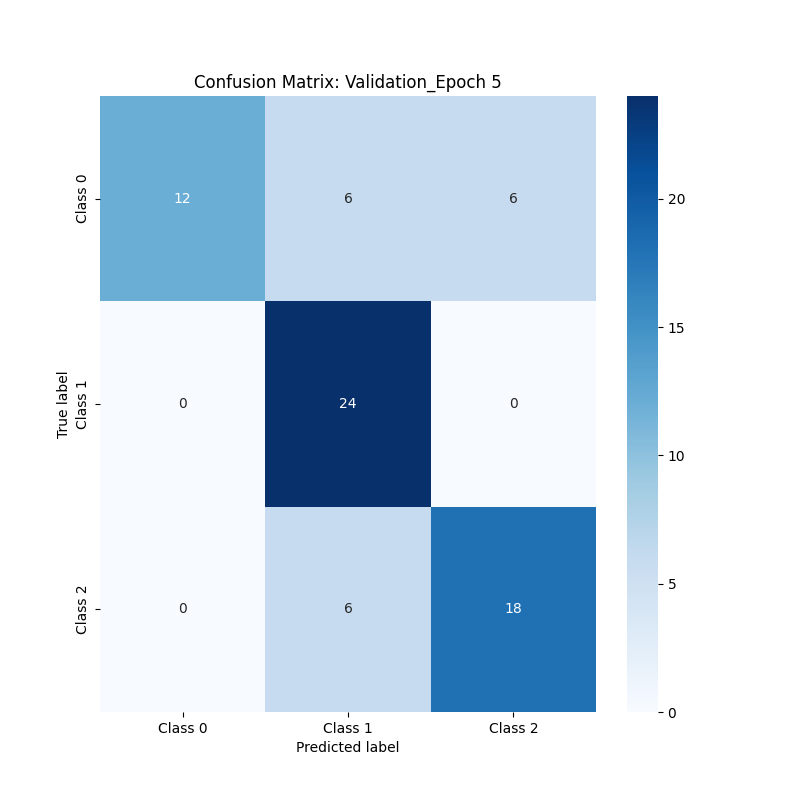 Confusion Matrix: Validation_Epoch 5
True label
Class 0
12 6 6
Class 1
0 24 0
Class 2
0 6 18
Class 0 Class 1 Class 2
Predicted label
20
15
10
5
0